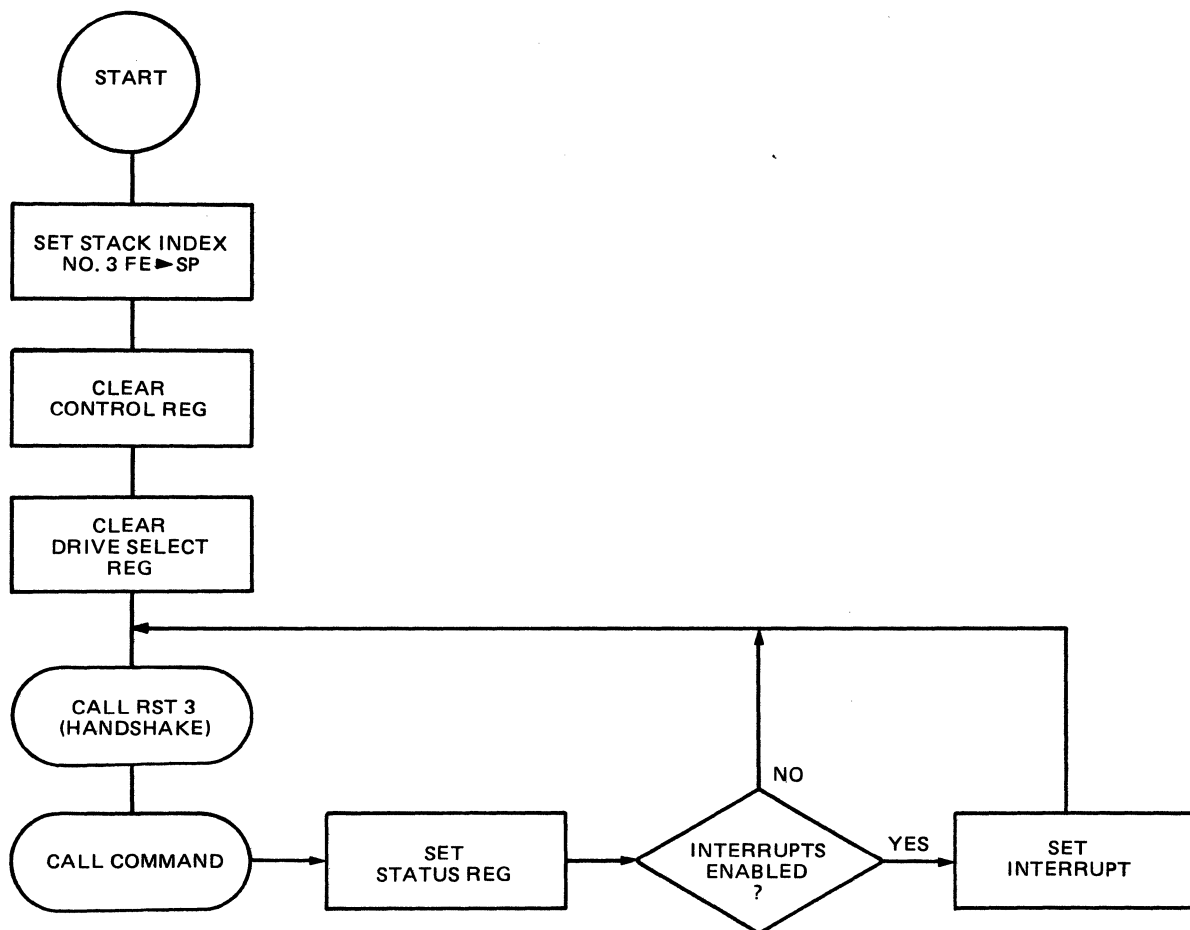 START
SET STACK INDEX
NO. 3 FE►SP
CLEAR
CONTROL REG
CLEAR
DRIVE SELECT
REG
CALL RST 3
(HANDSHAKE)
CALL COMMAND
SET
STATUS REG
INTERRUPTS
ENABLED
?
NO
YES
SET
INTERRUPT